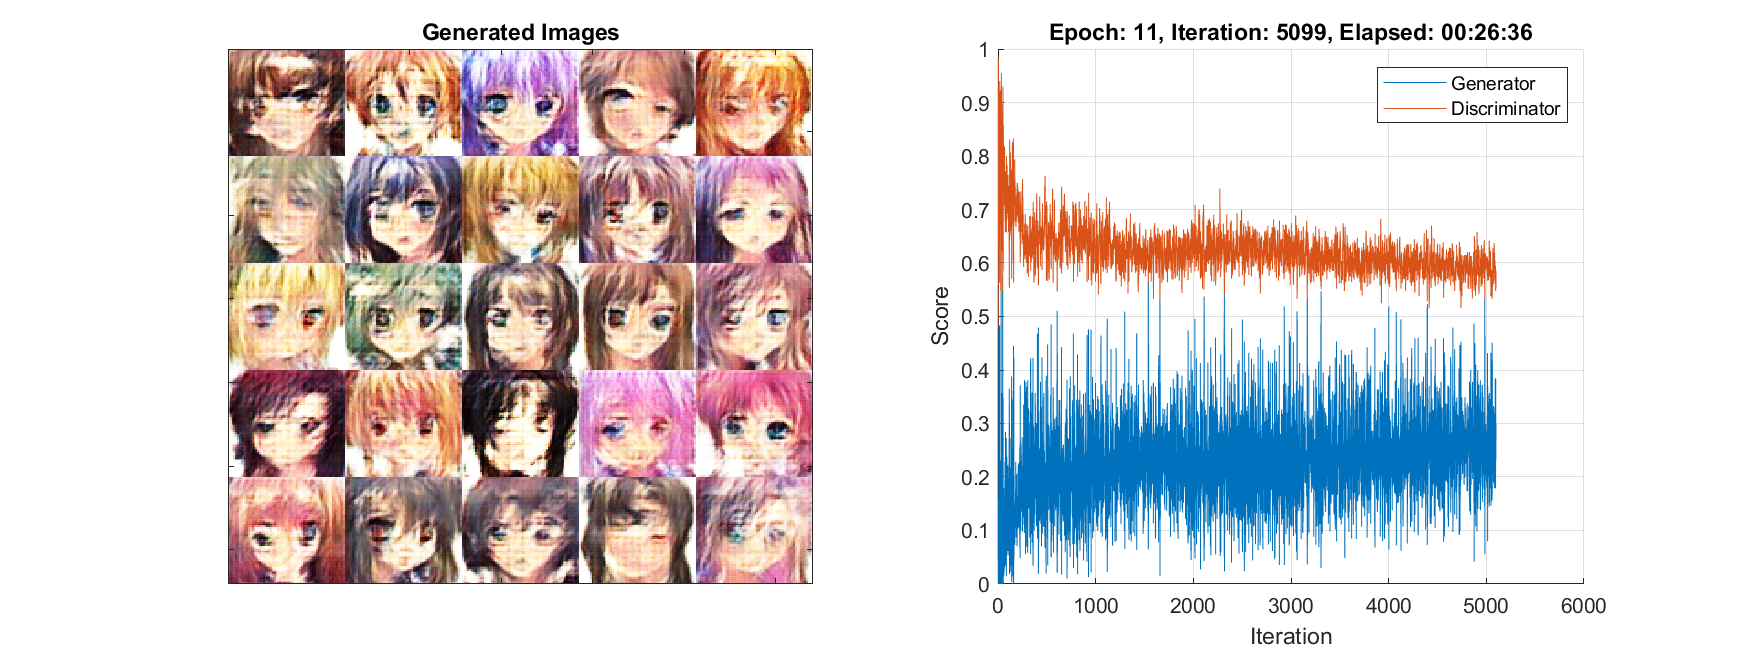 Generated Images
Epoch: 11, Iteration: 5099, Elapsed: 00:26:36
1
0.9
0.8
0.7
0.6
0.5
0.4
0.3
0.2
0.1
0
Score
Generator
Discriminator
0 1000 2000 3000 4000 5000 6000
Iteration